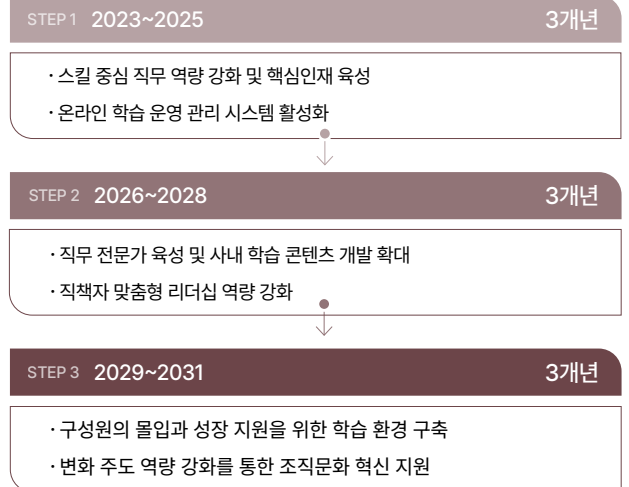 STEP 1 2023~2025 3개년
· 스킬 중심 직무 역량 강화 및 핵심인재 육성
· 온라인 학습 운영 관리 시스템 활성화
STEP 2 2026~2028 3개년
· 직무 전문가 육성 및 사내 학습 콘텐츠 개발 확대
· 직책자 맞춤형 리더십 역량 강화
STEP 3 2029~2031 3개년
· 구성원의 몰입과 성장 지원을 위한 학습 환경 구축
· 변화 주도 역량 강화를 통한 조직문화 혁신 지원